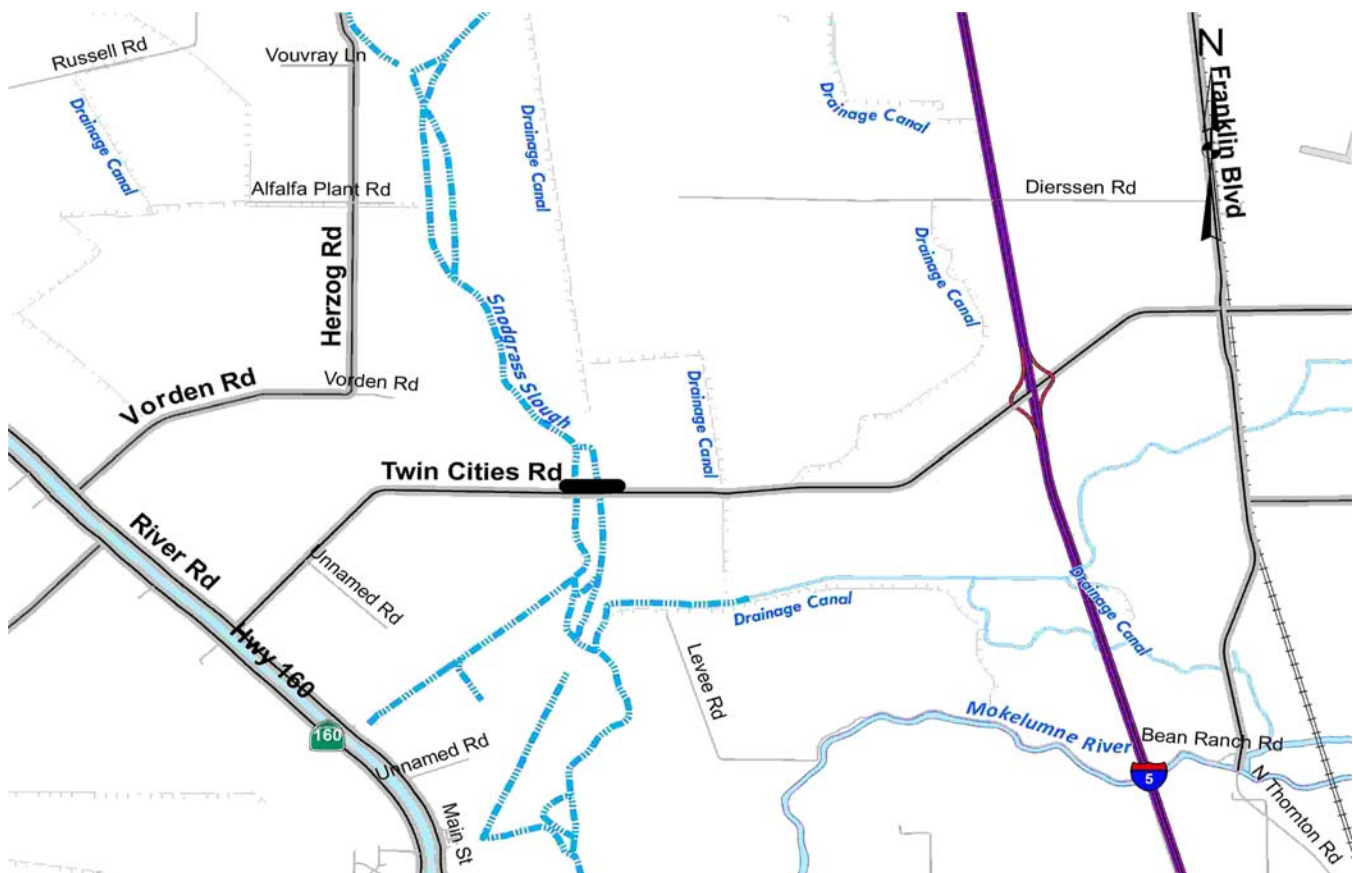 Russell Rd
Vouvray Ln
Drainage Canal
Drainage Canal
Drainage Canal
N
Franklin Blvd
Alfalfa Plant Rd
Dierssen Rd
Herzog Rd
Drainage Canal
Snodgrass Slough
Vorden Rd
Vorden Rd
Drainage Canal
Twin Cities Rd
River Rd
Unnamed Rd
Drainage Canal
Drainage Canal
Hwy 160
Levee Rd
160
Mokelumne River
Bean Ranch Rd
Unnamed Rd
5
N Thornton Rd
Main St